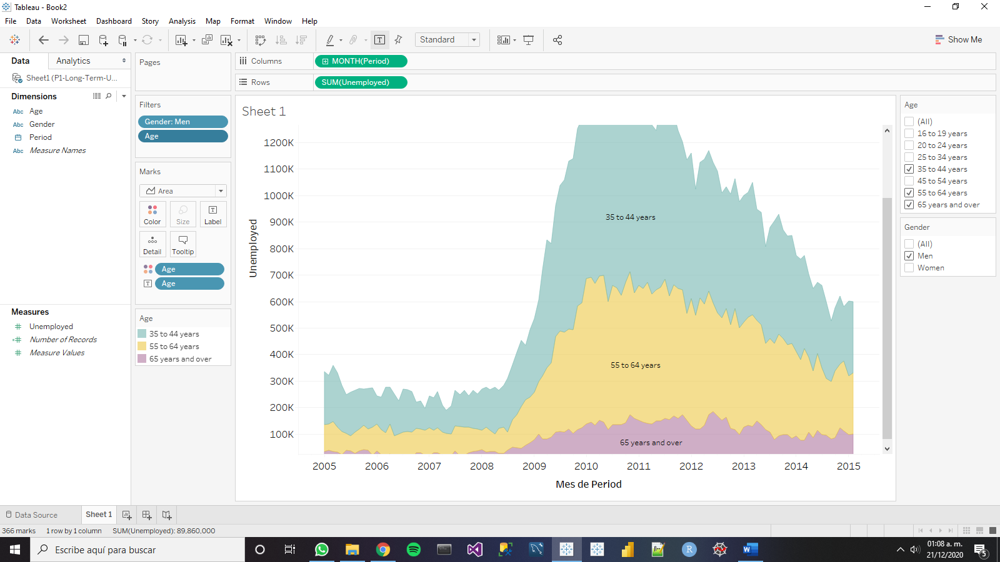 Tableau - Book2
File Data Worksheet Dashboard Story Analysis Map Format Window Help
Standard
Show Me
Data
Analytics
Sheet1 (P1-Long-Term-U...
Dimensions
Abc Age
Abc Gender
Period
Abc Measure Names
Measures
Unemployed
Number of Records
Measure Values
Pages
Filters
Gender: Men
Age
Marks
Area
Color
Size
Label
Detail
Tooltip
Age
Age
Age
35 to 44 years
55 to 64 years
65 years and over
Columns
MONTH(Period)
Rows
SUM(Unemployed)
Sheet 1
Unemployed
1200K
1100K
1000K
900K
800K
700K
600K
500K
400K
300K
200K
100K
35 to 44 years
55 to 64 years
65 years and over
2005 2006 2007 2008 2009 2010 2011 2012 2013 2014 2015
Mes de Period
Age
(All)
16 to 19 years
20 to 24 years
25 to 34 years
35 to 44 years
45 to 54 years
55 to 64 years
65 years and over
Gender
(All)
Men
Women
Data Source
Sheet 1
366 marks 1 row by 1 column SUM(Unemployed): 89,860,000
Escribe aquí para buscar
01:08 a. m.
21/12/2020
5